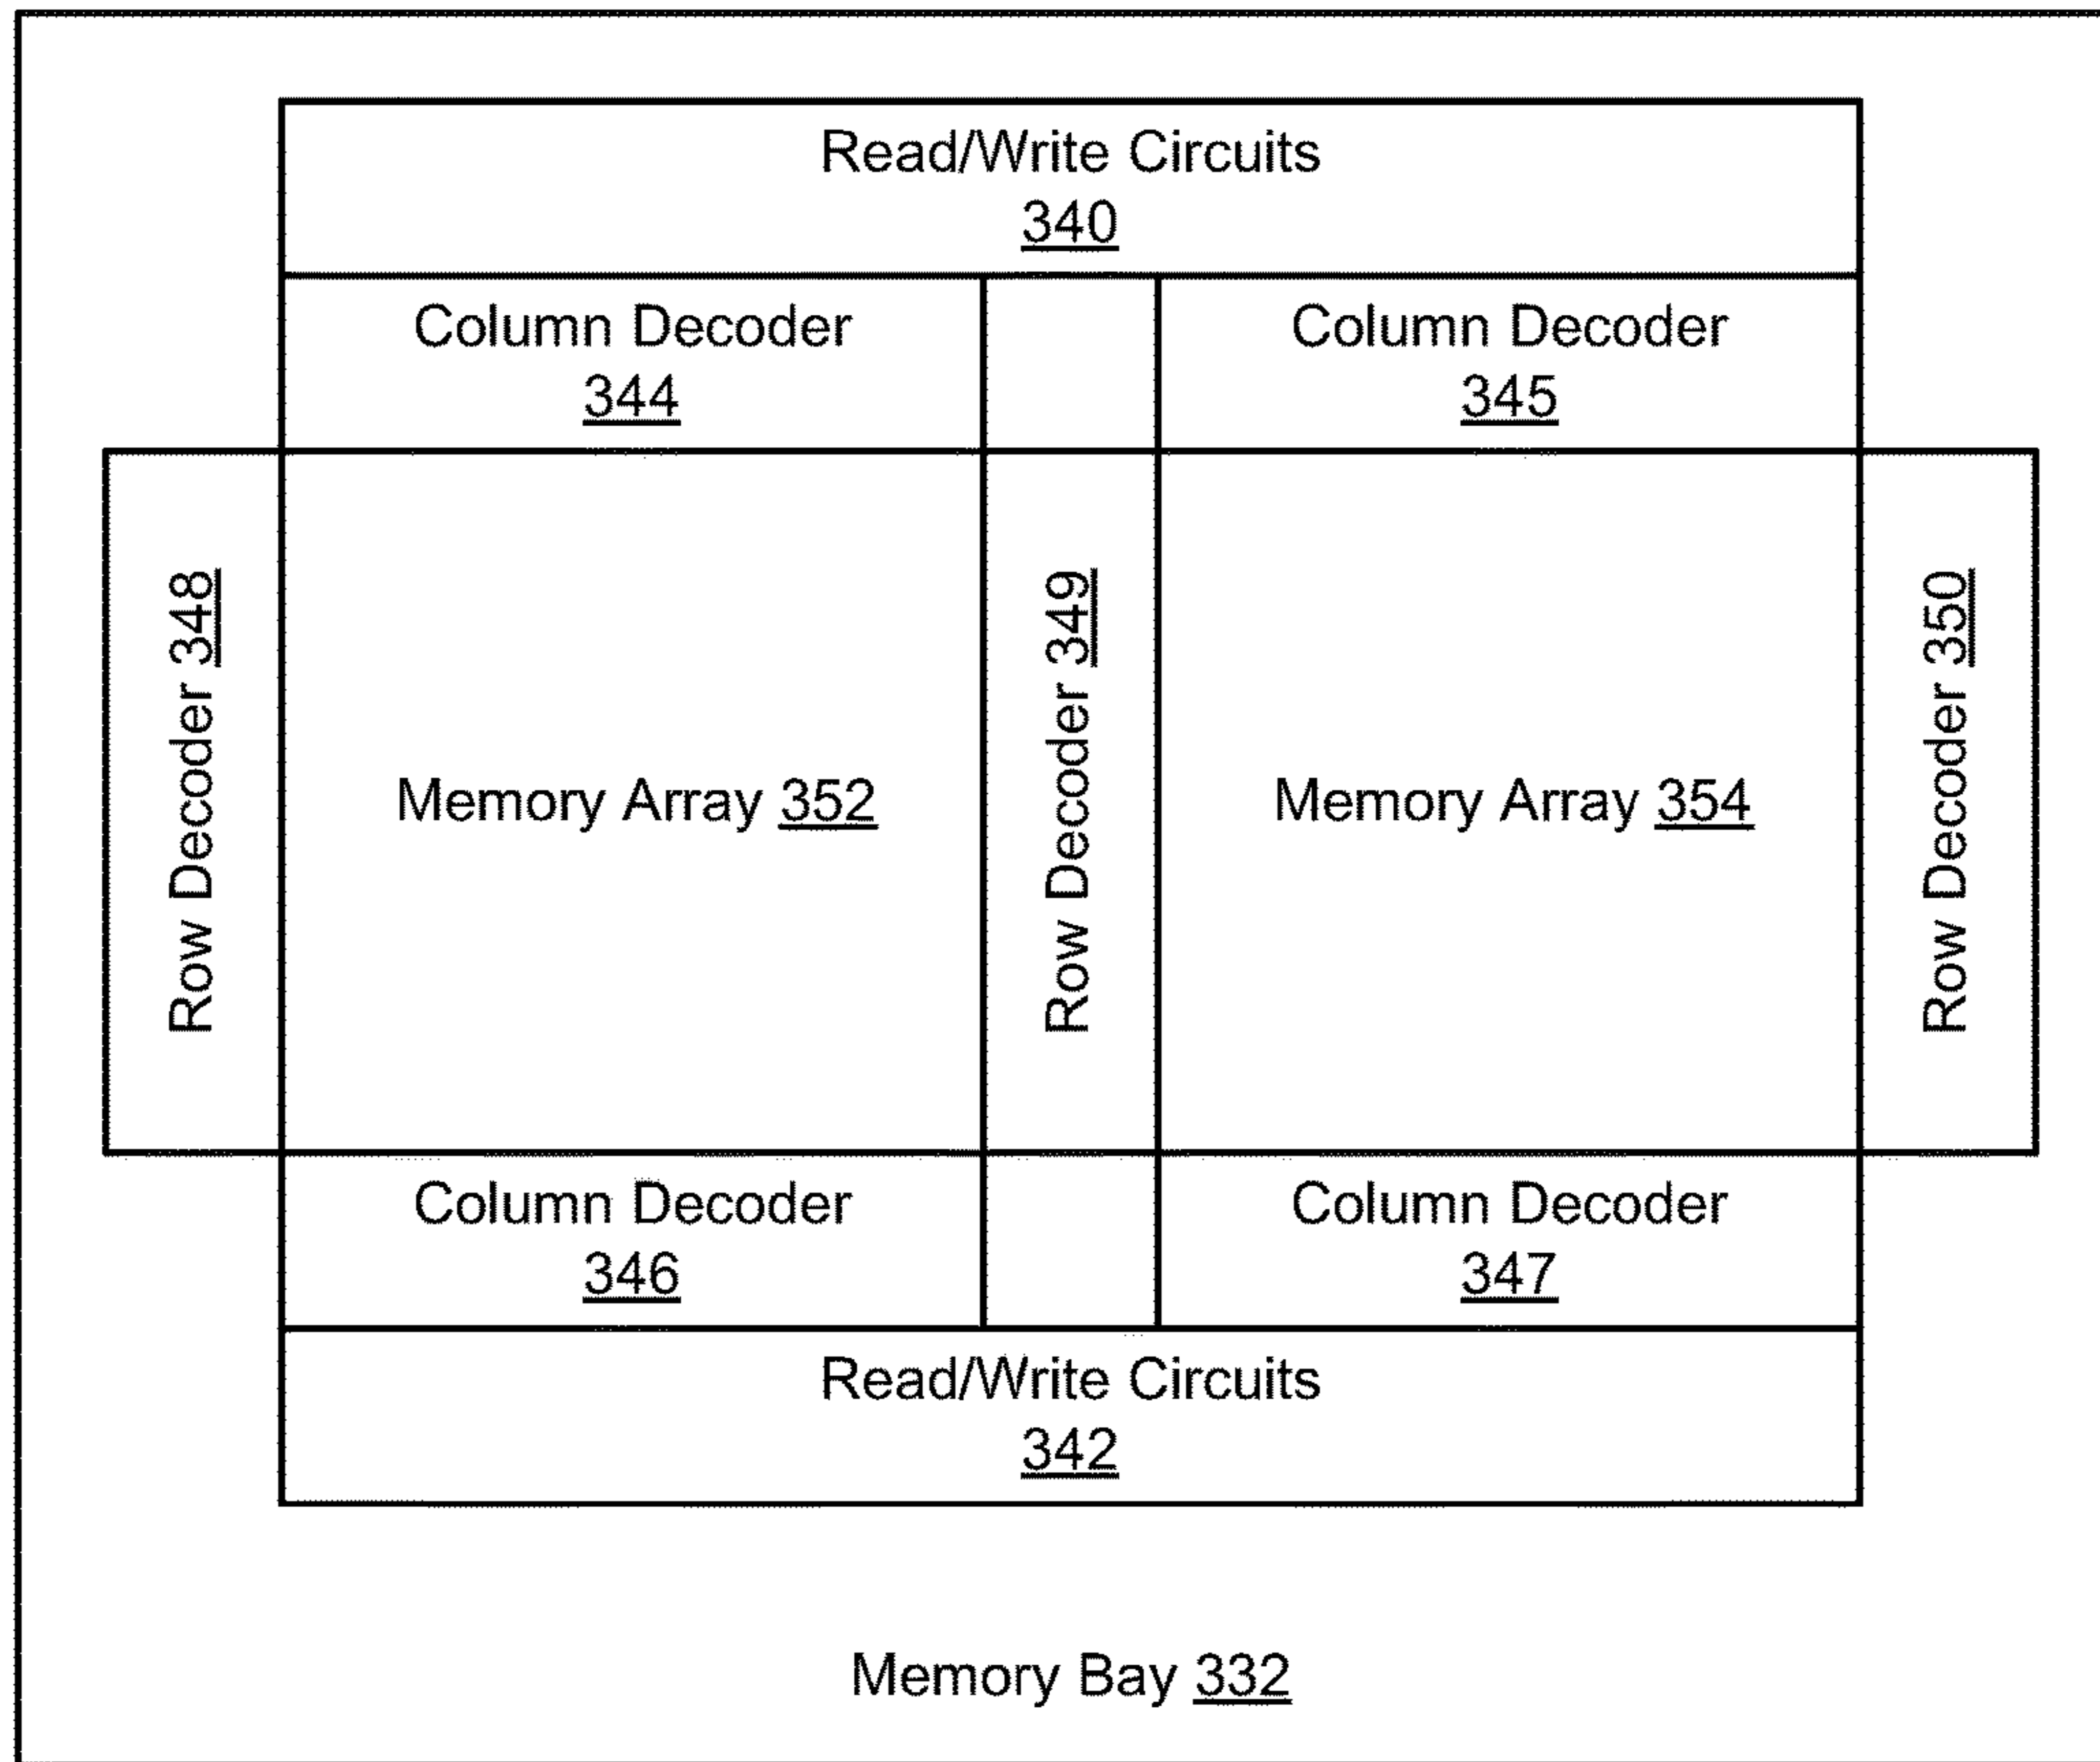 Read/Write Circuits
340
Column Decoder
344
Column Decoder
345
Row Decoder 348
Memory Array 352
Row Decoder 349
Memory Array 354
Row Decoder 350
Column Decoder
346
Column Decoder
347
Read/Write Circuits
342
Memory Bay 332